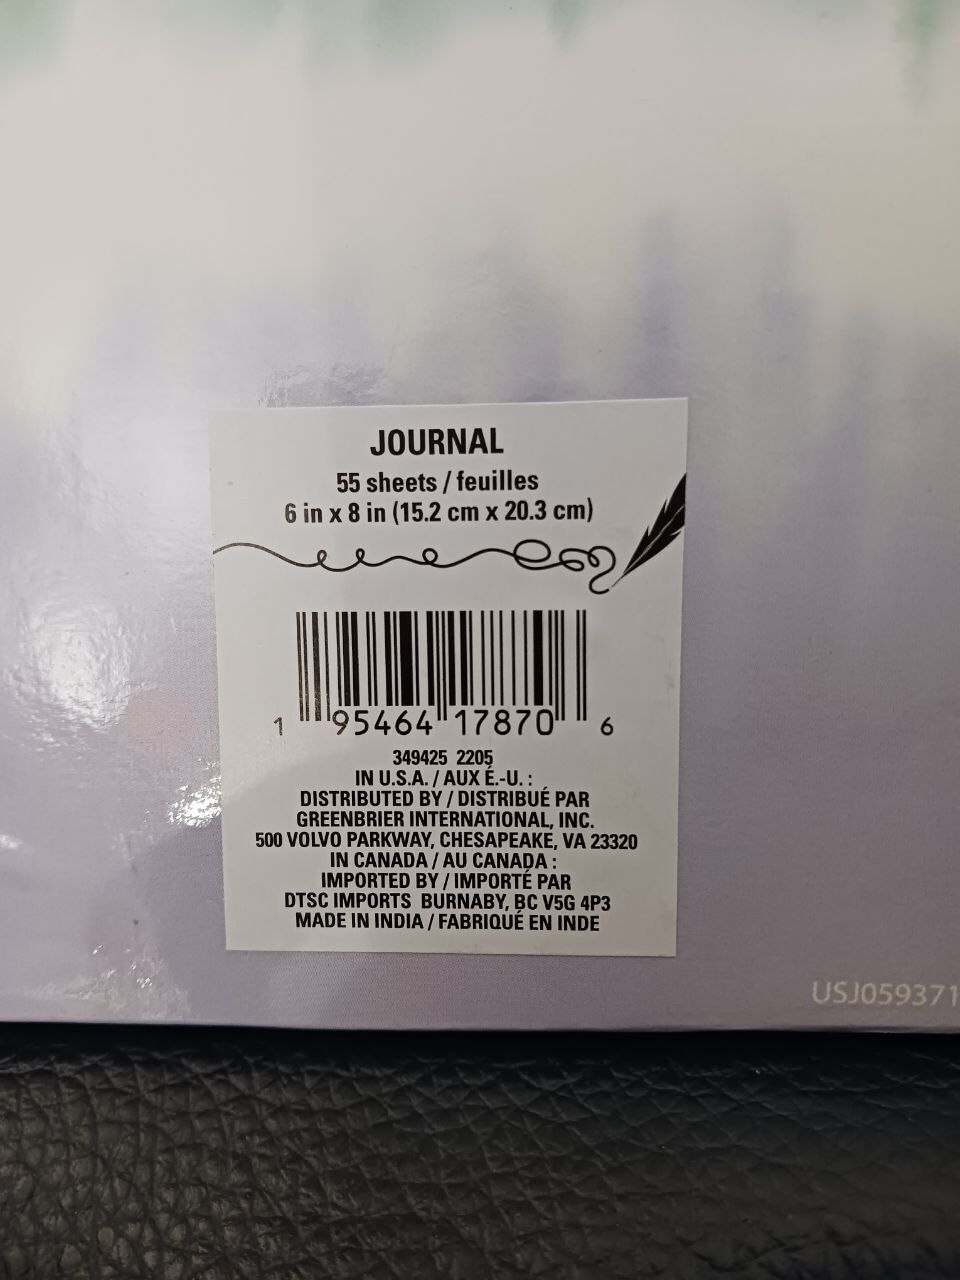 JOURNAL
55 sheets / feuilles
6 in x 8 in (15.2 cm x 20.3 cm)
1 95464 17870 6
349425 2205
IN U.S.A. / AUX É.-U. :
DISTRIBUTED BY / DISTRIBUÉ PAR
GREENBRIER INTERNATIONAL, INC.
500 VOLVO PARKWAY, CHESAPEAKE, VA 23320
IN CANADA / AU CANADA :
IMPORTED BY / IMPORTÉ PAR
DTSC IMPORTS BURNABY, BC V5G 4P3
MADE IN INDIA / FABRIQUÉ EN INDE
USJ059371